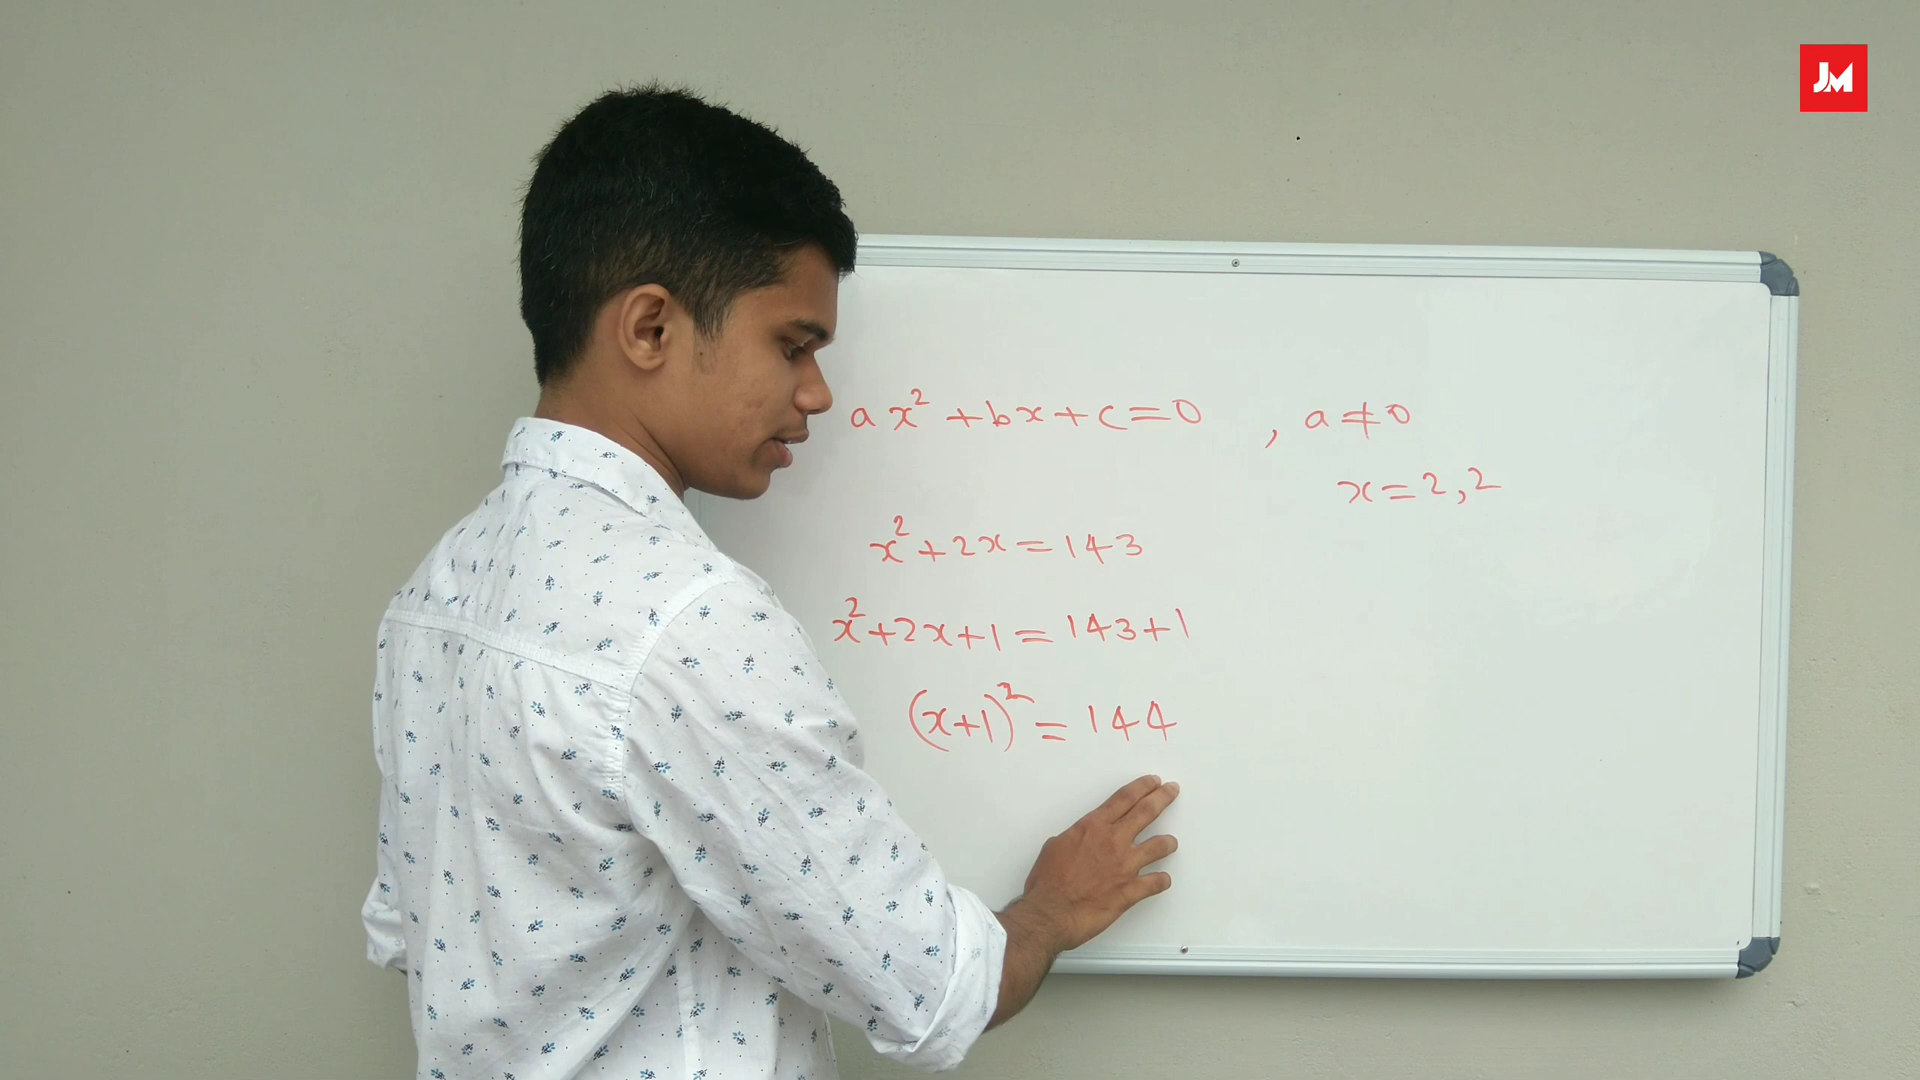 JM
ax²+bx+c=0 , a≠0
x=2,2
x²+2x=143
x²+2x+1=143+1
(x+1)²=144